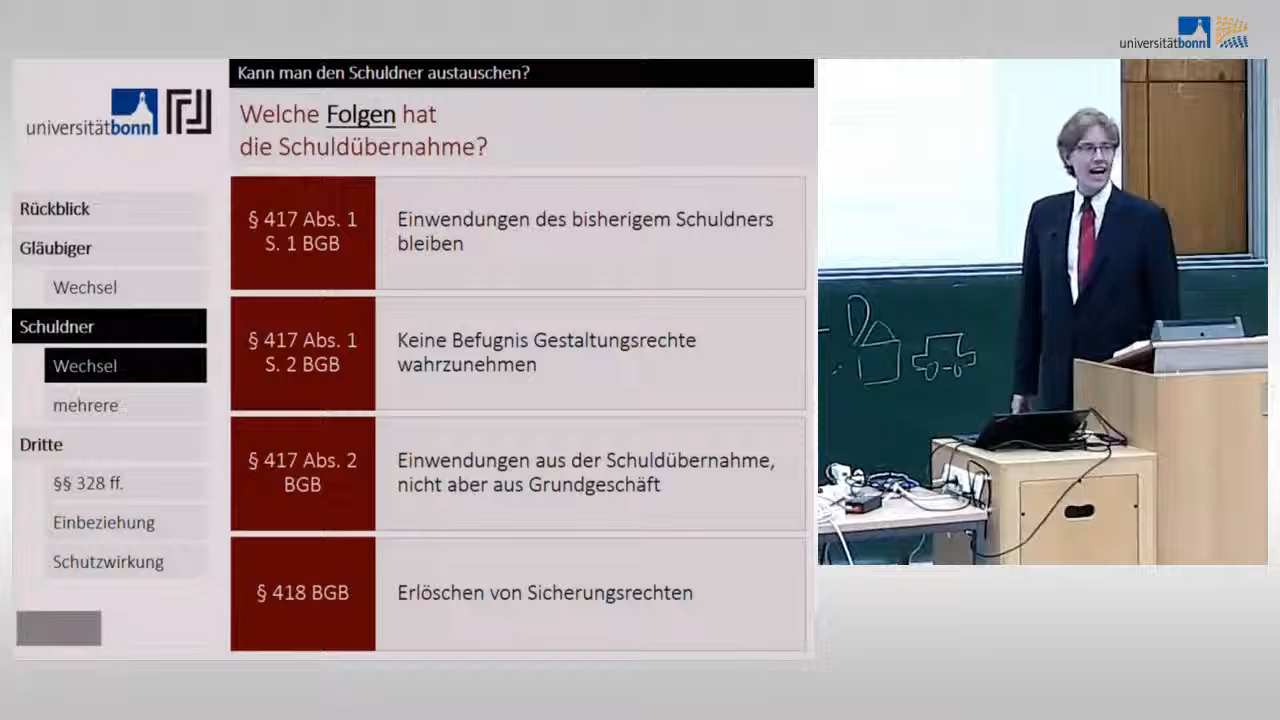 universitätbonn
Kann man den Schuldner austauschen?
universitätbonn
Welche Folgen hat
die Schuldübernahme?
Rückblick
Gläubiger
Wechsel
Schuldner
Wechsel
mehrere
Dritte
§§ 328 ff.
Einbeziehung
Schutzwirkung
§ 417 Abs. 1
S. 1 BGB
Einwendungen des bisherigem Schuldners
bleiben
§ 417 Abs. 1
S. 2 BGB
Keine Befugnis Gestaltungsrechte
wahrzunehmen
§ 417 Abs. 2
BGB
Einwendungen aus der Schuldübernahme,
nicht aber aus Grundgeschäft
§ 418 BGB
Erlöschen von Sicherungsrechten
D